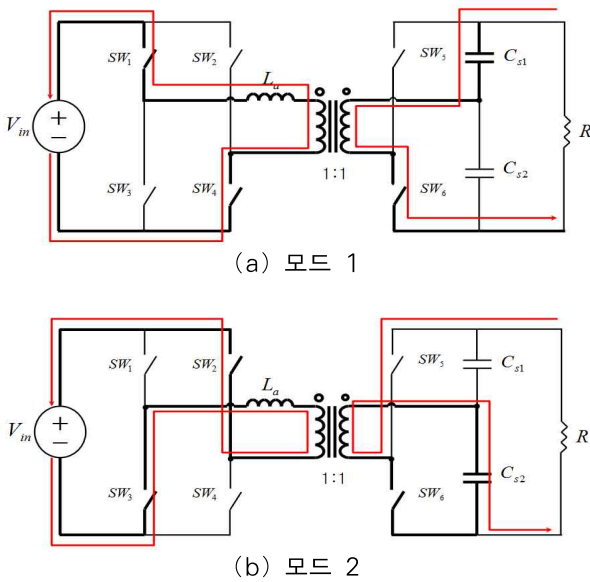 SW₁
SW₂
Lₐ
SW₅
Cₛ₁
Vᵢₙ
+
−
R
SW₃
SW₄
1:1
SW₆
Cₛ₂
(a) 모드 1
SW₁
SW₂
Lₐ
SW₅
Cₛ₁
Vᵢₙ
+
−
R
SW₃
SW₄
1:1
SW₆
Cₛ₂
(b) 모드 2